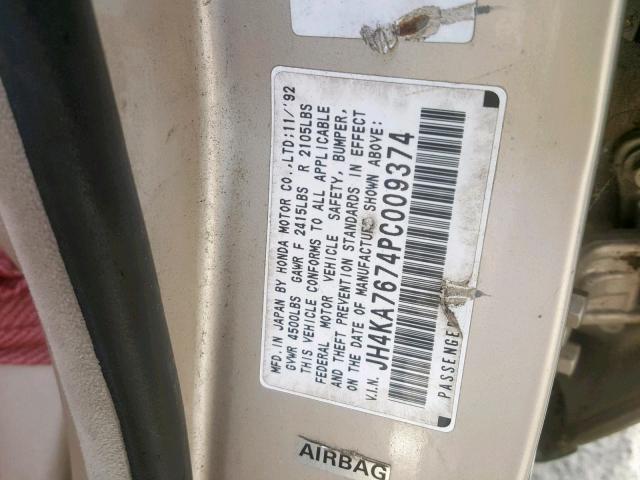 MFD. IN JAPAN BY HONDA MOTOR CO., LTD: 11/'92
GVWR 4500LBS GAWR F 2415LBS R 2105LBS
THIS VEHICLE CONFORMS TO ALL APPLICABLE
FEDERAL MOTOR VEHICLE SAFETY, BUMPER,
AND THEFT PREVENTION STANDARDS IN EFFECT
ON THE DATE OF MANUFACTURE SHOWN ABOVE:
V.I.N. JH4KA7674PC009374
PASSENGE
AIRBAG